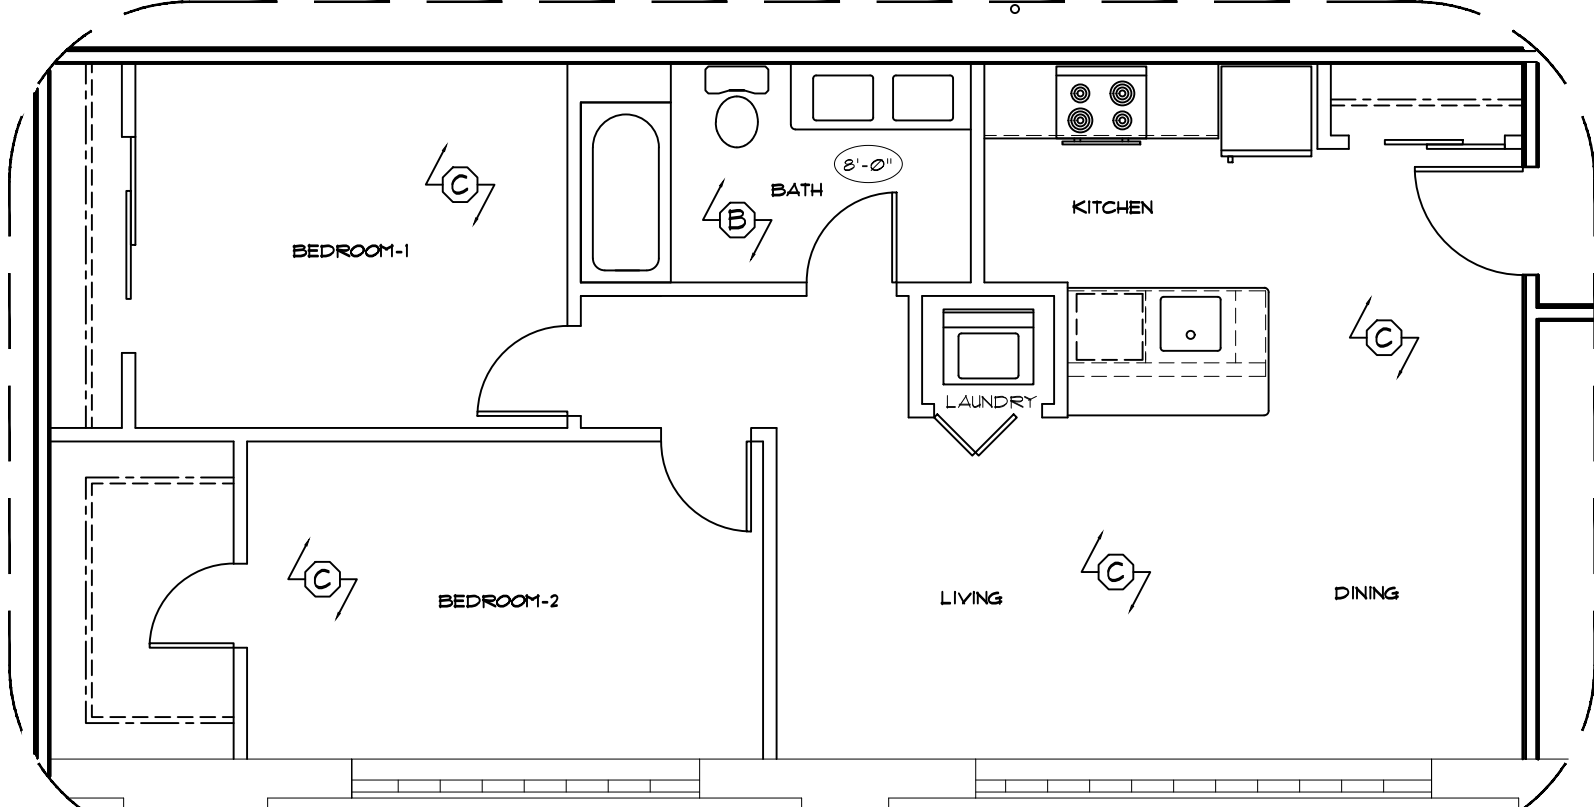 C
8'-0"
BATH
B
KITCHEN
BEDROOM-1
C
LAUNDRY
C
C
BEDROOM-2
LIVING
DINING